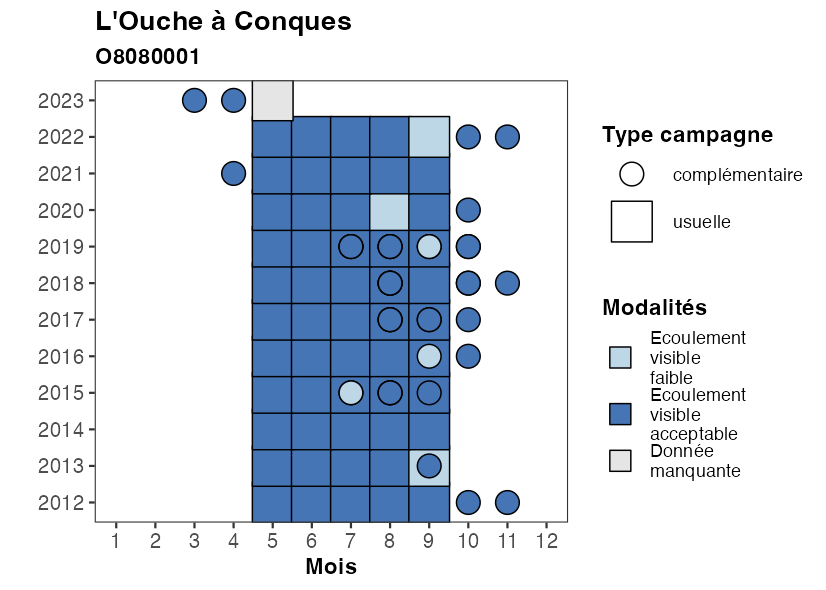 L'Ouche à Conques
O8080001
2023
2022
2021
2020
2019
2018
2017
2016
2015
2014
2013
2012
1 2 3 4 5 6 7 8 9 10 11 12
Mois
Type campagne
complémentaire
usuelle
Modalités
Ecoulement
visible
faible
Ecoulement
visible
acceptable
Donnée
manquante